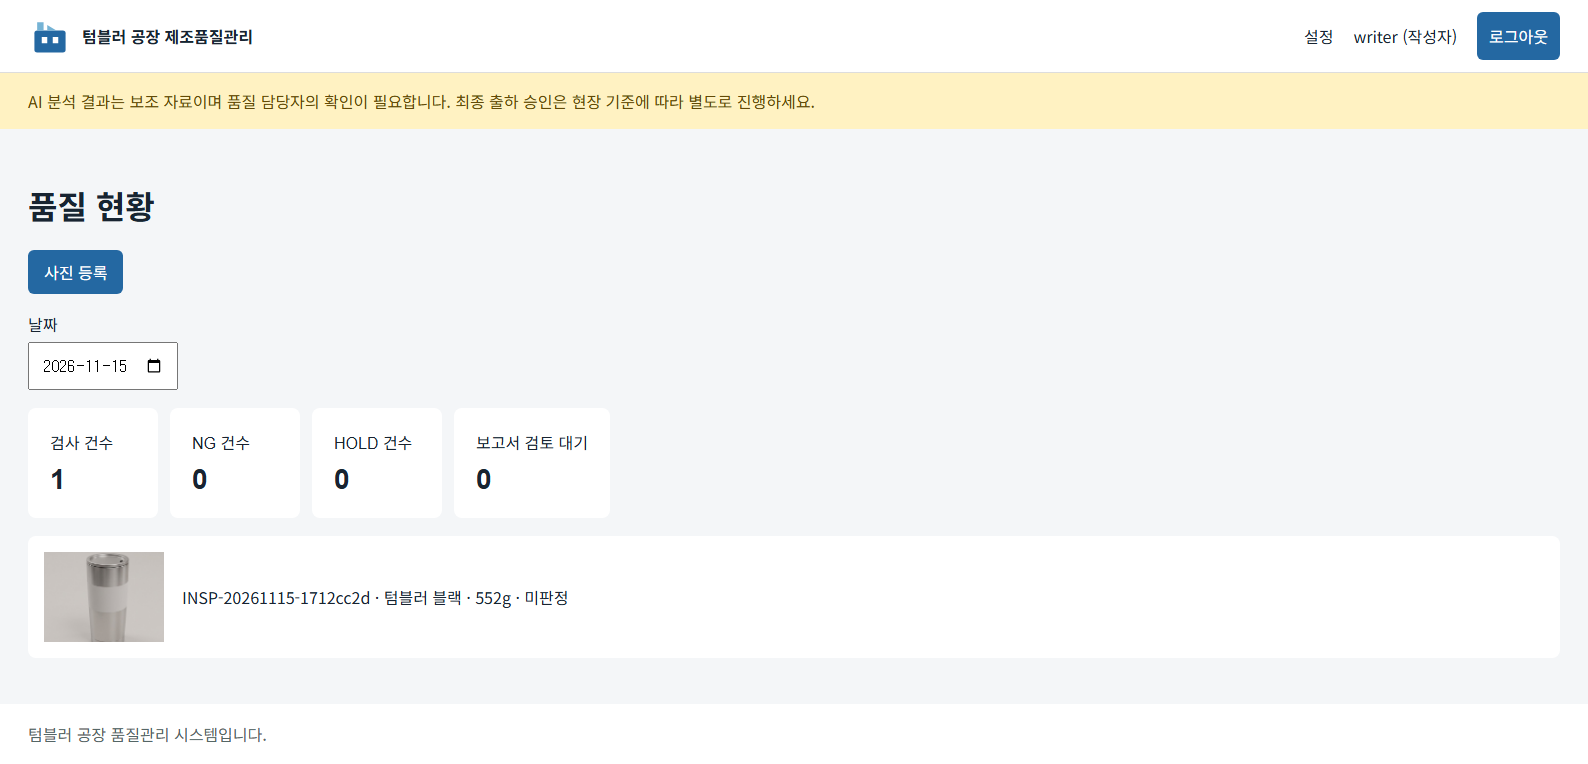 텀블러 공장 제조품질관리
설정 writer (작성자) 로그아웃
AI 분석 결과는 보조 자료이며 품질 담당자의 확인이 필요합니다. 최종 출하 승인은 현장 기준에 따라 별도로 진행하세요.
품질 현황
사진 등록
날짜
2026-11-15
검사 건수
1
NG 건수
0
HOLD 건수
0
보고서 검토 대기
0
INSP-20261115-1712cc2d · 텀블러 블랙 · 552g · 미판정
텀블러 공장 품질관리 시스템입니다.